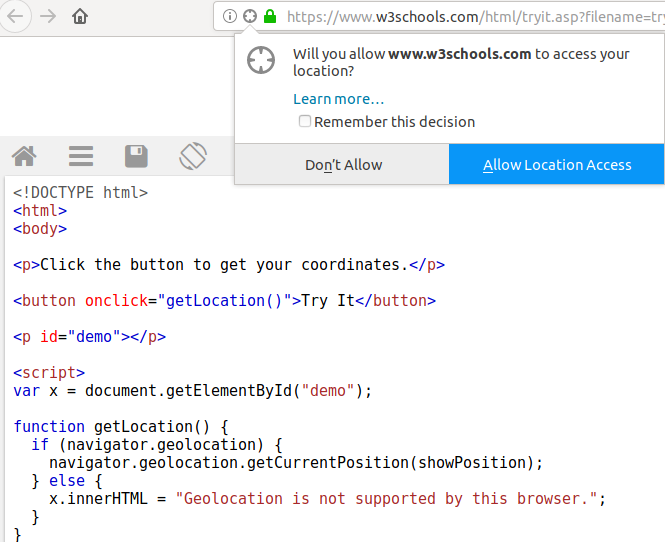 https://www.w3schools.com/html/tryit.asp?filename=try
Will you allow www.w3schools.com to access your
location?
Learn more…
Remember this decision
Don't Allow
Allow Location Access
<!DOCTYPE html>
<html>
<body>
<p>Click the button to get your coordinates.</p>
<button onclick="getLocation()">Try It</button>
<p id="demo"></p>
<script>
var x = document.getElementById("demo");
function getLocation() {
  if (navigator.geolocation) {
    navigator.geolocation.getCurrentPosition(showPosition);
  } else {
    x.innerHTML = "Geolocation is not supported by this browser.";
  }
}